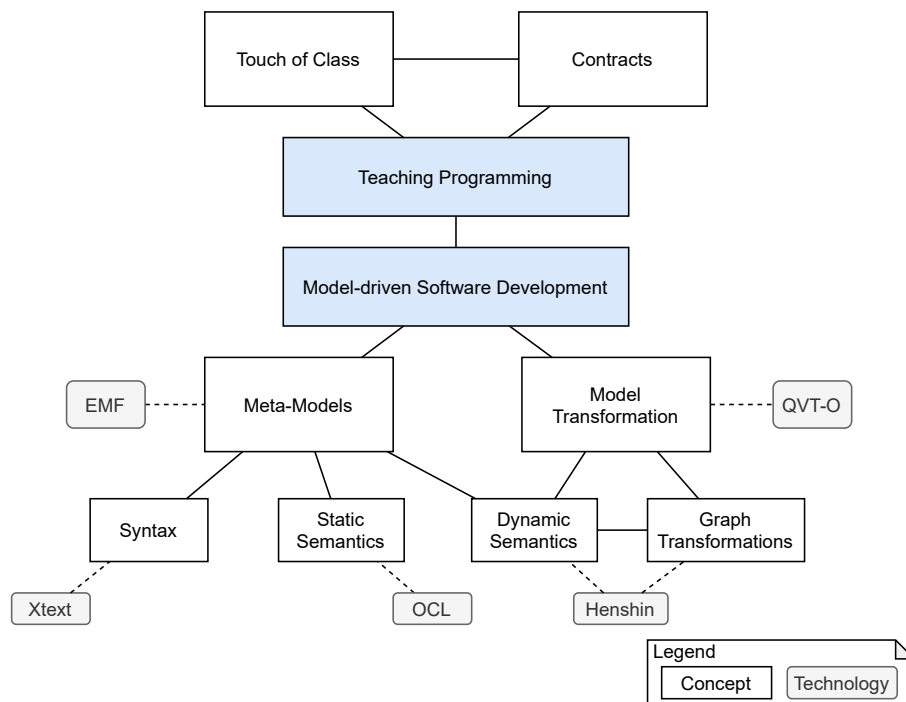 Touch of Class
Contracts
Teaching Programming
Model-driven Software Development
EMF
Meta-Models
Model
Transformation
QVT-O
Syntax
Static
Semantics
Dynamic
Semantics
Graph
Transformations
Xtext
OCL
Henshin
Legend
Concept
Technology